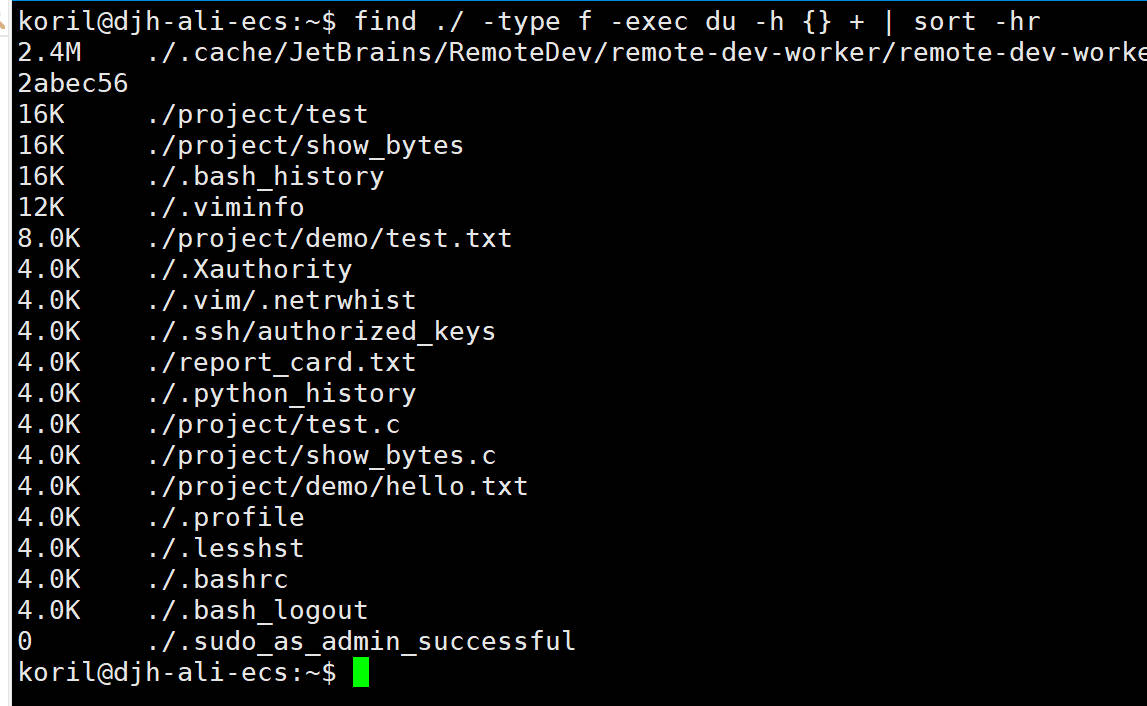 koril@djh-ali-ecs:~$ find ./ -type f -exec du -h {} + | sort -hr
2.4M    ./.cache/JetBrains/RemoteDev/remote-dev-worker/remote-dev-worke
2abec56
16K     ./project/test
16K     ./project/show_bytes
16K     ./.bash_history
12K     ./.viminfo
8.0K    ./project/demo/test.txt
4.0K    ./.Xauthority
4.0K    ./.vim/.netrwhist
4.0K    ./.ssh/authorized_keys
4.0K    ./report_card.txt
4.0K    ./.python_history
4.0K    ./project/test.c
4.0K    ./project/show_bytes.c
4.0K    ./project/demo/hello.txt
4.0K    ./.profile
4.0K    ./.lesshst
4.0K    ./.bashrc
4.0K    ./.bash_logout
0       ./.sudo_as_admin_successful
koril@djh-ali-ecs:~$